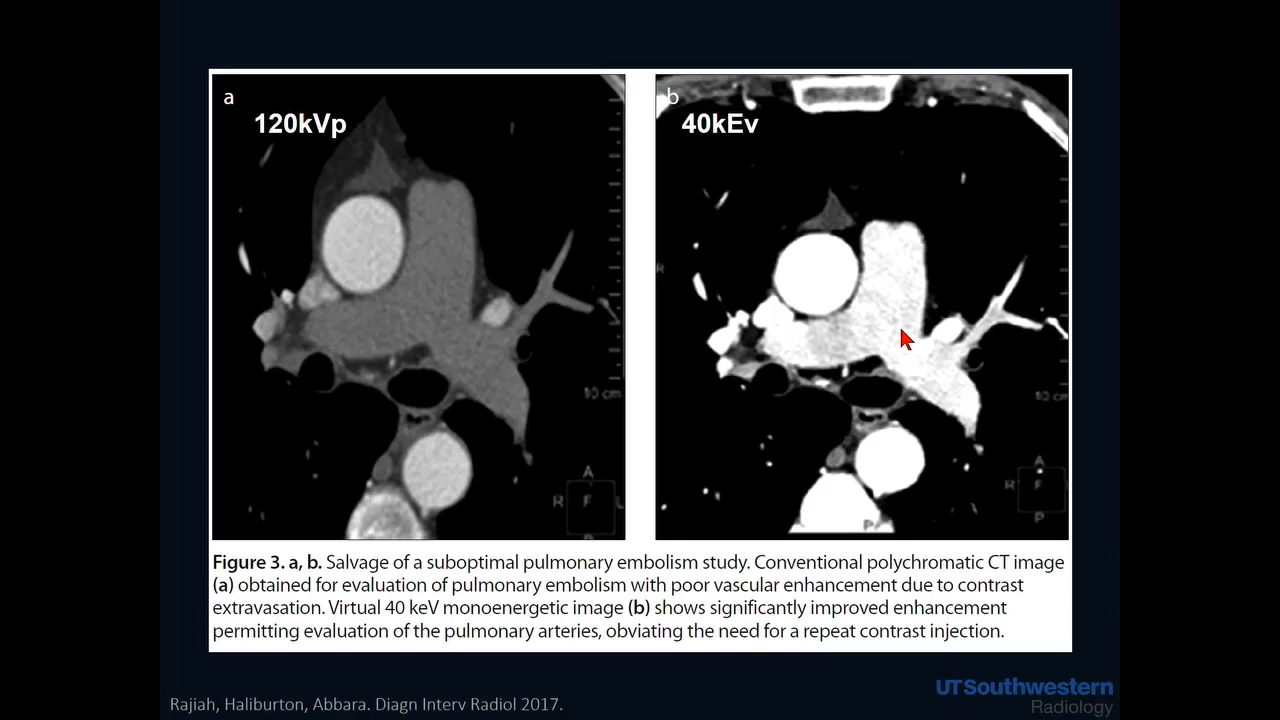 a
120kVp
b
40kEv
R
10 cm
10 cm
A
R F L
A
R F
P
P
Figure 3. a, b. Salvage of a suboptimal pulmonary embolism study. Conventional polychromatic CT image
(a) obtained for evaluation of pulmonary embolism with poor vascular enhancement due to contrast
extravasation. Virtual 40 keV monoenergetic image (b) shows significantly improved enhancement
permitting evaluation of the pulmonary arteries, obviating the need for a repeat contrast injection.
Rajiah, Haliburton, Abbara. Diagn Interv Radiol 2017.
UTSouthwestern
Radiology